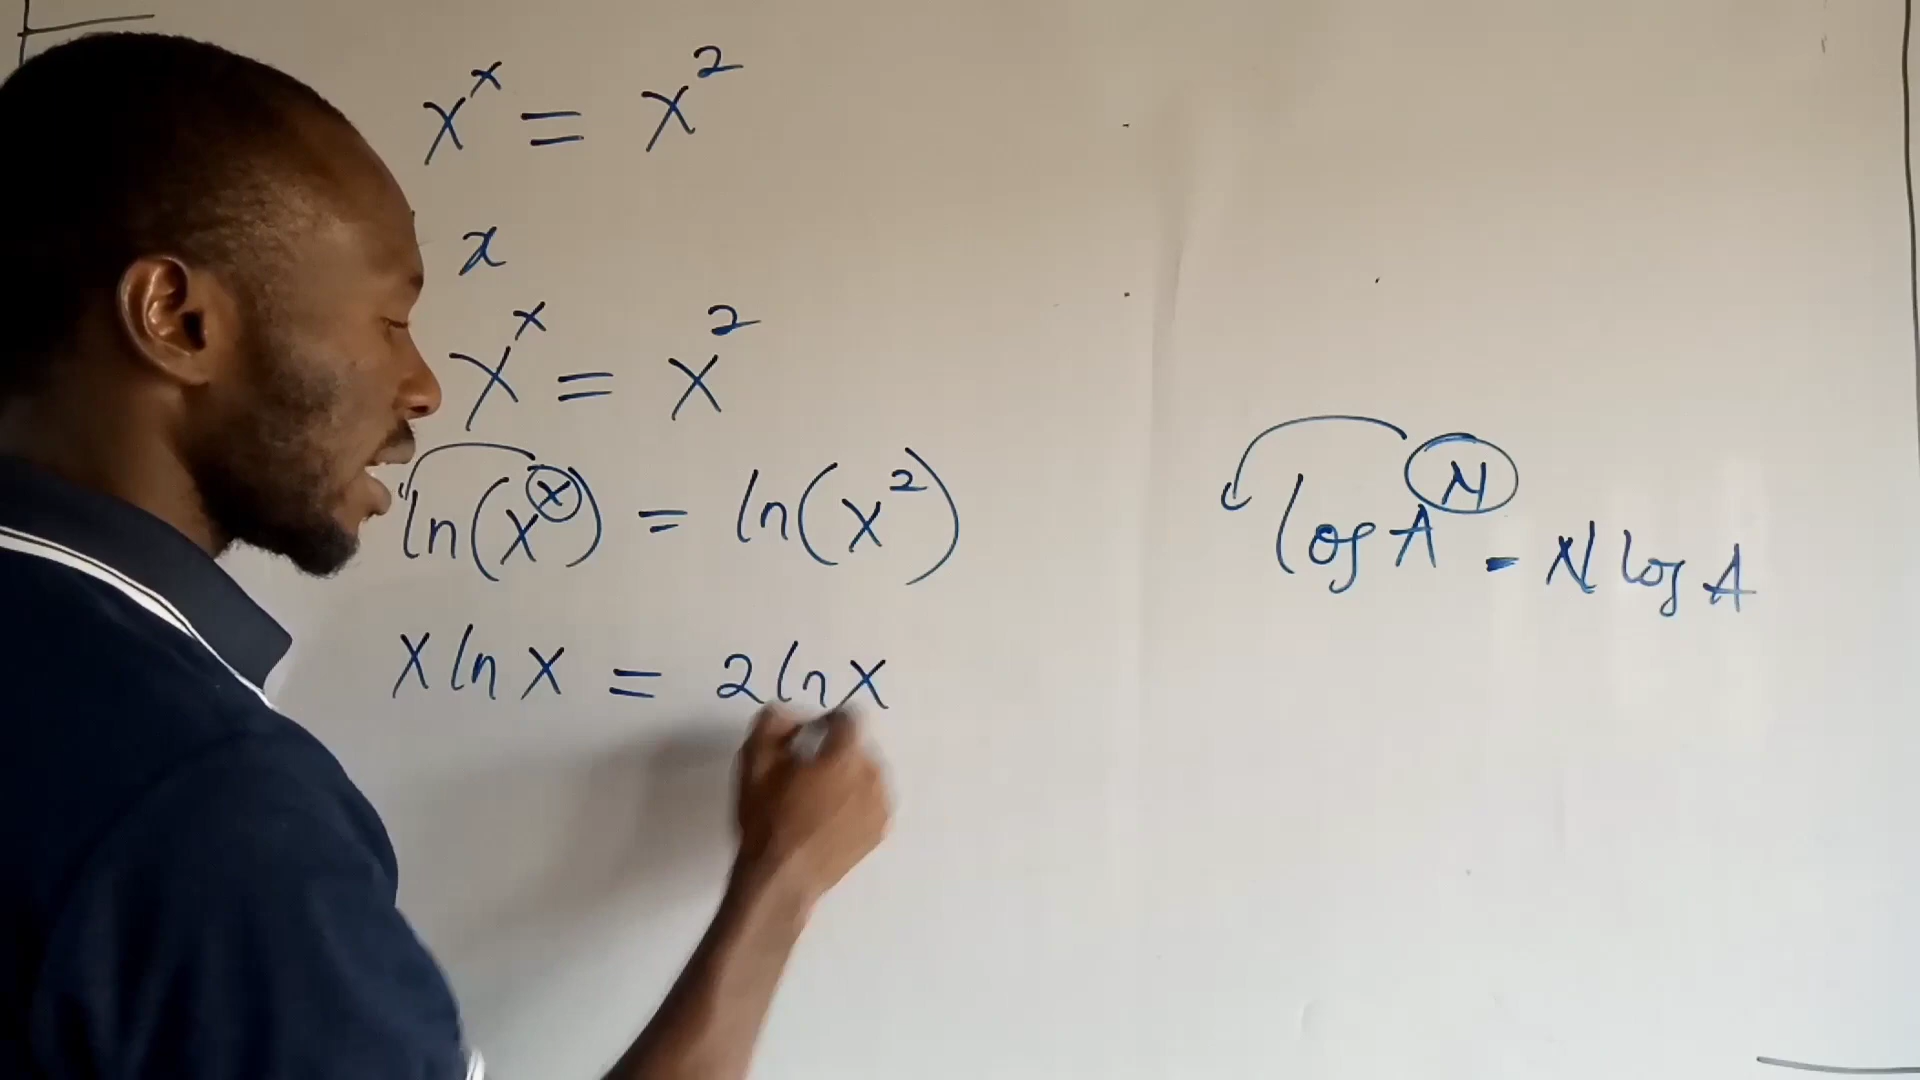 x^x = x^2
x
x^x = x^2
ln(x^x) = ln(x^2)
log A^N = N log A
x ln x = 2 ln x